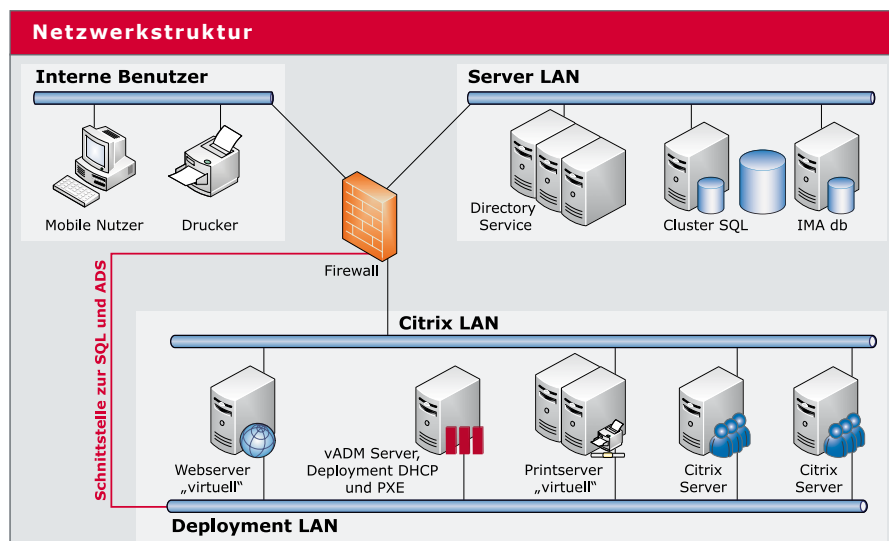 Netzwerkstruktur
Interne Benutzer
Server LAN
Mobile Nutzer
Drucker
Directory
Service
Cluster SQL
IMA db
Firewall
Schnittstelle zur SQL und ADS
Citrix LAN
Webserver
„virtuell“
vADM Server,
Deployment DHCP
und PXE
Printserver
„virtuell“
Citrix
Server
Citrix
Server
Deployment LAN